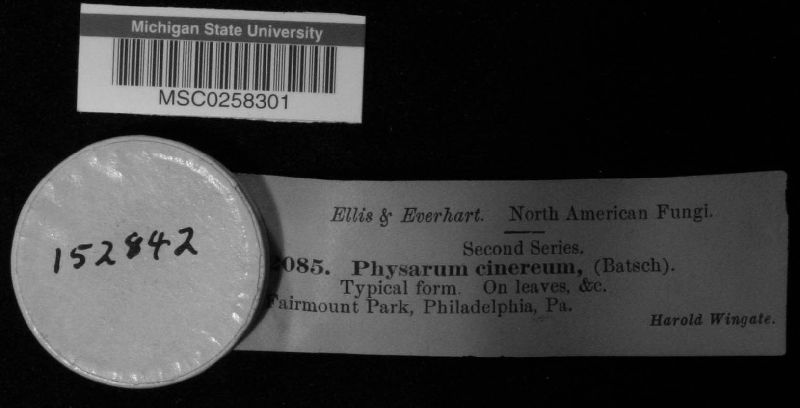 Michigan State University
MSC0258301
152842
Ellis & Everhart. North American Fungi.
Second Series.
2085. Physarum cinereum, (Batsch).
Typical form. On leaves, &c.
Fairmount Park, Philadelphia, Pa.
Harold Wingate.